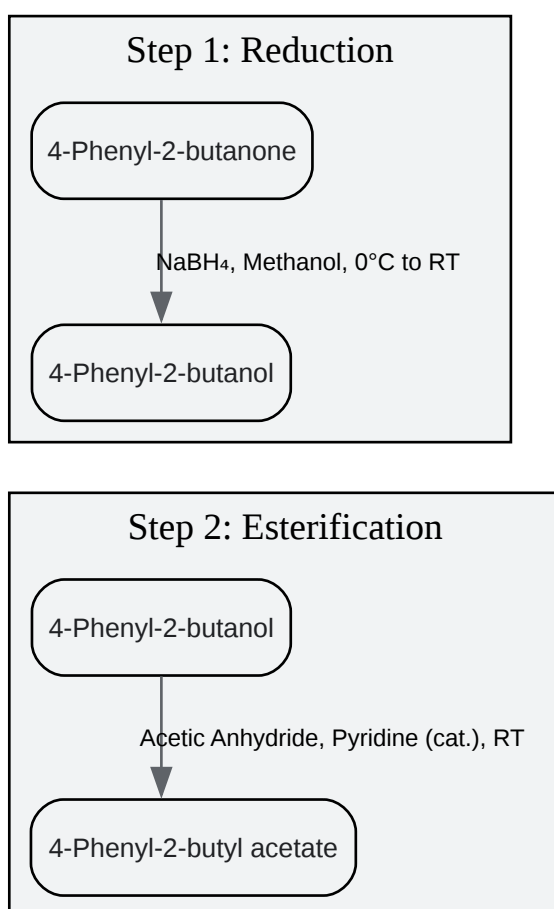 Step 1: Reduction
4-Phenyl-2-butanone
NaBH₄, Methanol, 0°C to RT
4-Phenyl-2-butanol
Step 2: Esterification
4-Phenyl-2-butanol
Acetic Anhydride, Pyridine (cat.), RT
4-Phenyl-2-butyl acetate